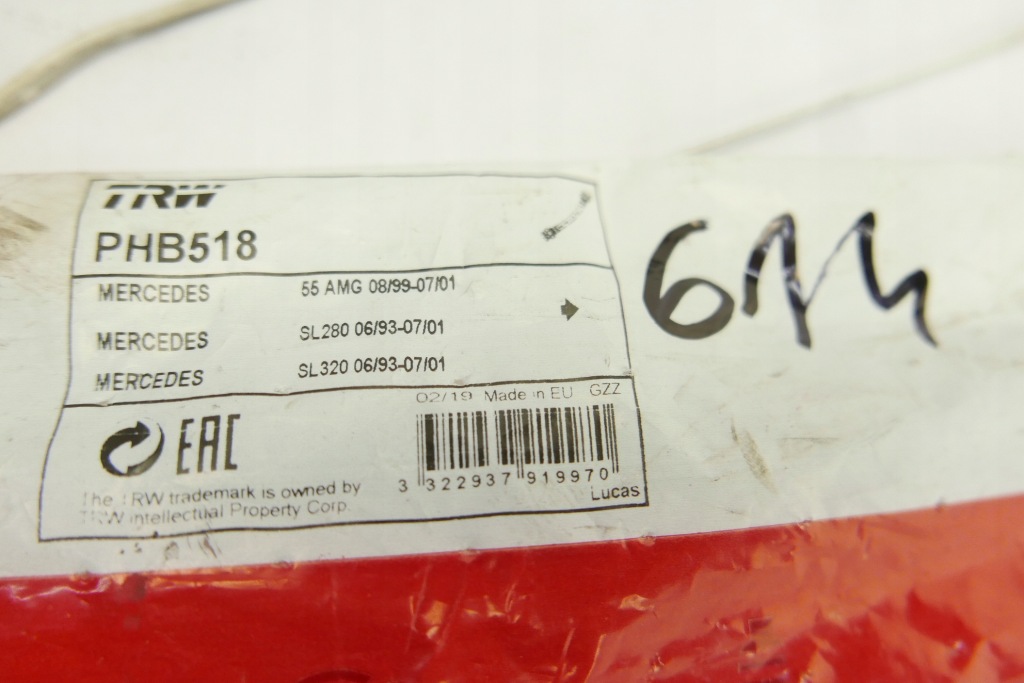 TRW
PHB518
MERCEDES 55 AMG 08/99-07/01
MERCEDES SL280 06/93-07/01
MERCEDES SL320 06/93-07/01
02/19 Made in EU GZZ
EAC
3 322937 919970
Lucas
The TRW trademark is owned by
TRW Intellectual Property Corp.